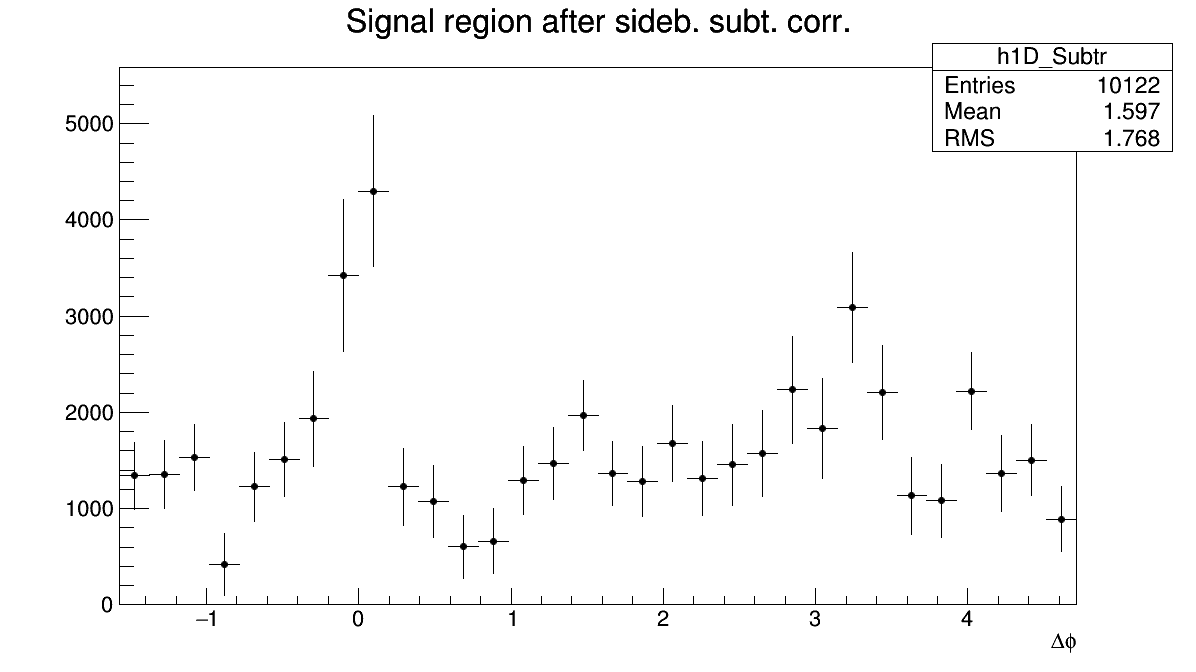 Signal region after sideb. subt. corr.
h1D_Subtr
Entries 10122
Mean 1.597
RMS 1.768
5000
4000
3000
2000
1000
0
−1 0 1 2 3 4
Δϕ